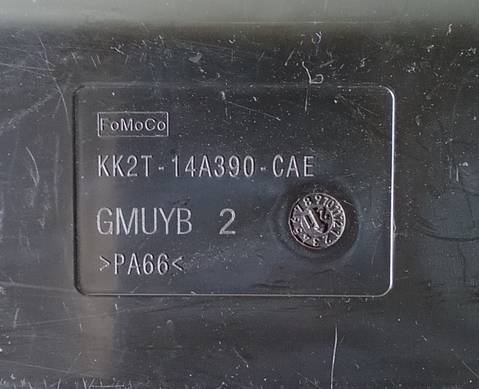 FoMoCo
KK2T-14A390-CAE
GMUYB 2
>PA66<